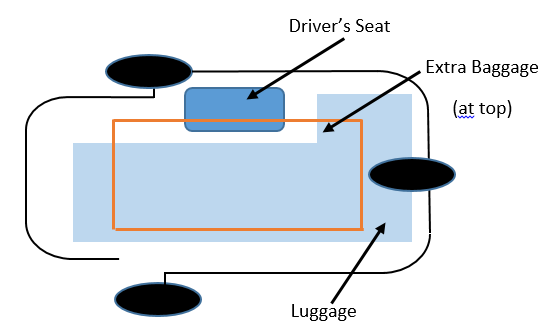 Driver’s Seat
Extra Baggage
(at top)
Luggage